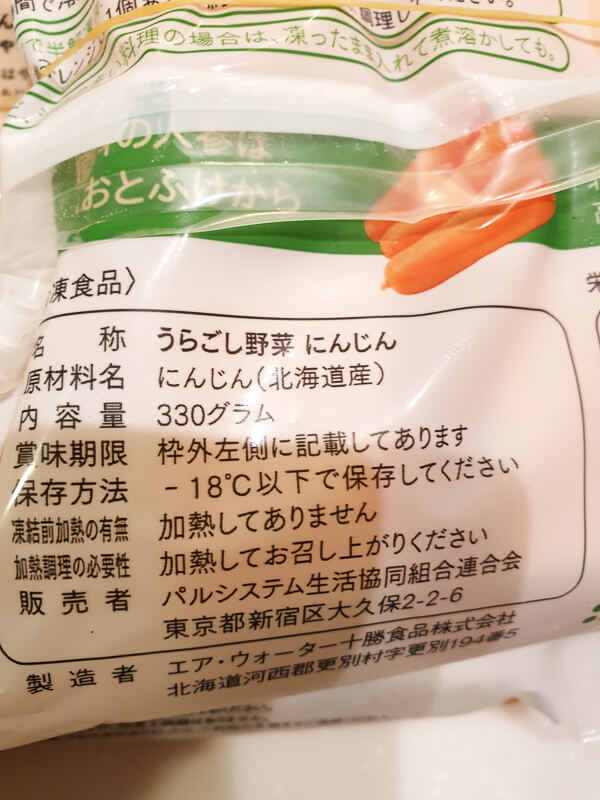 料理の場合は、凍ったまま入れて煮溶かしても。
の人参は
おとふけから
凍食品〉
名称 うらごし野菜 にんじん
原材料名 にんじん(北海道産)
内容量 330グラム
賞味期限 枠外左側に記載してあります
保存方法 -18℃以下で保存してください
凍結前加熱の有無 加熱してありません
加熱調理の必要性 加熱してお召し上がりください
販売者 パルシステム生活協同組合連合会
東京都新宿区大久保2-2-6
製造者 エア・ウォーター十勝食品株式会社
北海道河西郡更別村字更別194番5